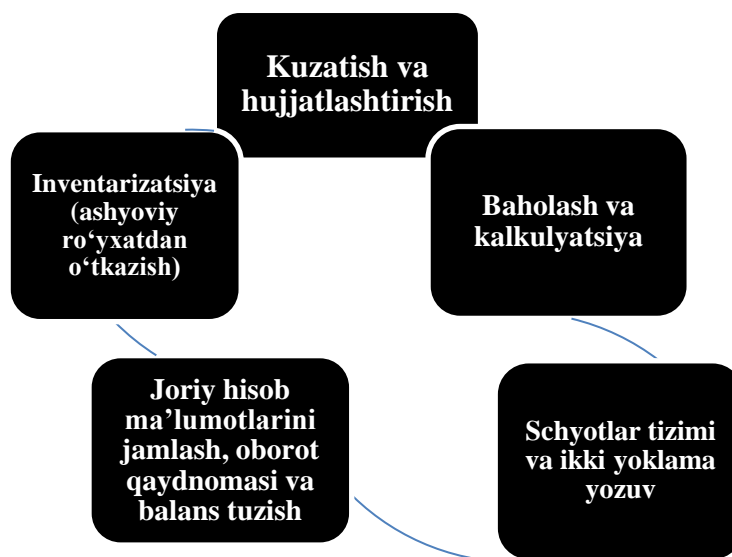 Kuzatish va
hujjatlashtirish
Baholash va
kalkulyatsiya
Schyotlar tizimi
va ikki yoklama
yozuv
Joriy hisob
ma’lumotlarini
jamlash, oborot
qaydnomasi va
balans tuzish
Inventarizatsiya
(ashyoviy
ro‘yxatdan
o‘tkazish)